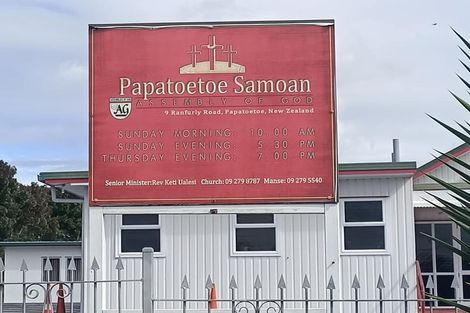 Papatoetoe Samoan
AG
ASSEMBLY OF GOD
9 Ranfurly Road, Papatoetoe, New Zealand
SUNDAY MORNING 10 00 AM
SUNDAY EVENING 5 30 PM
THURSDAY EVENING 7 00 PM
Senior Minister:Rev Kett Ualesi Church: 09 279 8787 Manse: 09 279 5540